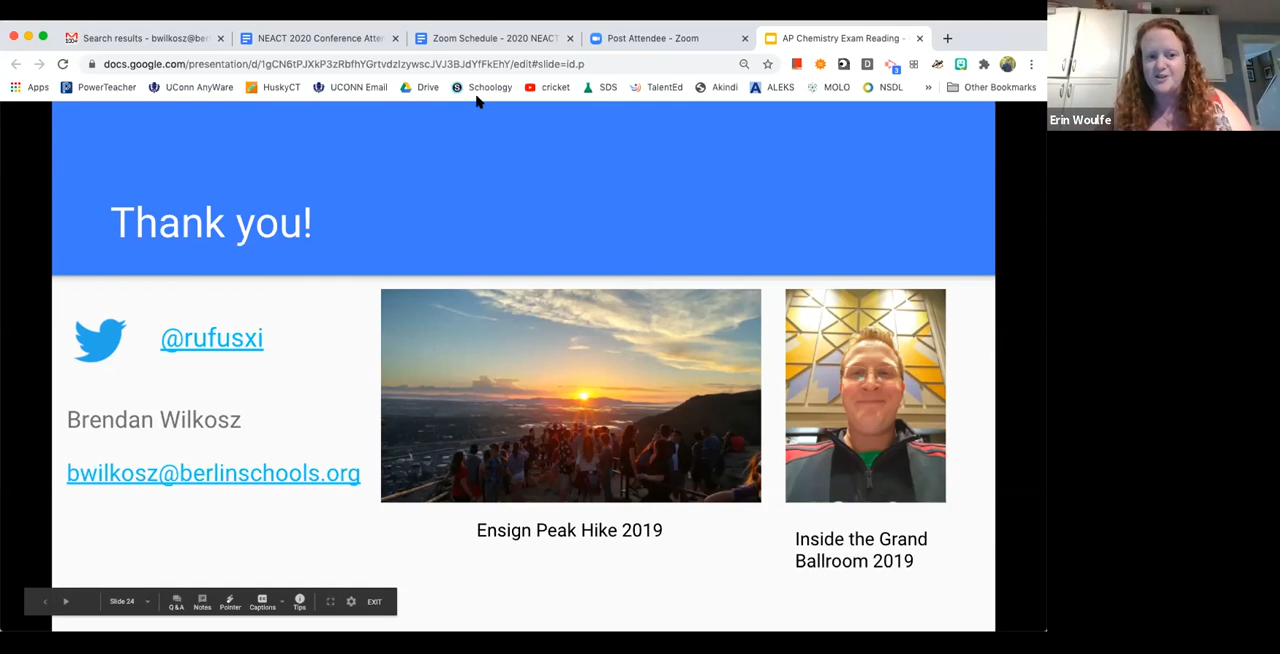 Search results - bwilkosz@ber
NEACT 2020 Conference Atter
Zoom Schedule - 2020 NEACT
Post Attendee - Zoom
AP Chemistry Exam Reading -
docs.google.com/presentation/d/1gCN6tPJXkP3zRbfhYGrtvdzIzywscJVJ3BJDYfFkEhY/edit#slide=id.p
Apps
PowerTeacher
UConn AnyWare
HuskyCT
UCONN Email
Drive
Schoology
cricket
SDS
TalentEd
Akindi
ALEKS
MOLO
NSDL
»
Other Bookmarks
Erin Woulfe
Thank you!
@rufusxi
Brendan Wilkosz
bwilkosz@berlinschools.org
Ensign Peak Hike 2019
Inside the Grand
Ballroom 2019
Slide 24
Q&A
Notes
Pointer
Captions
Tips
EXIT